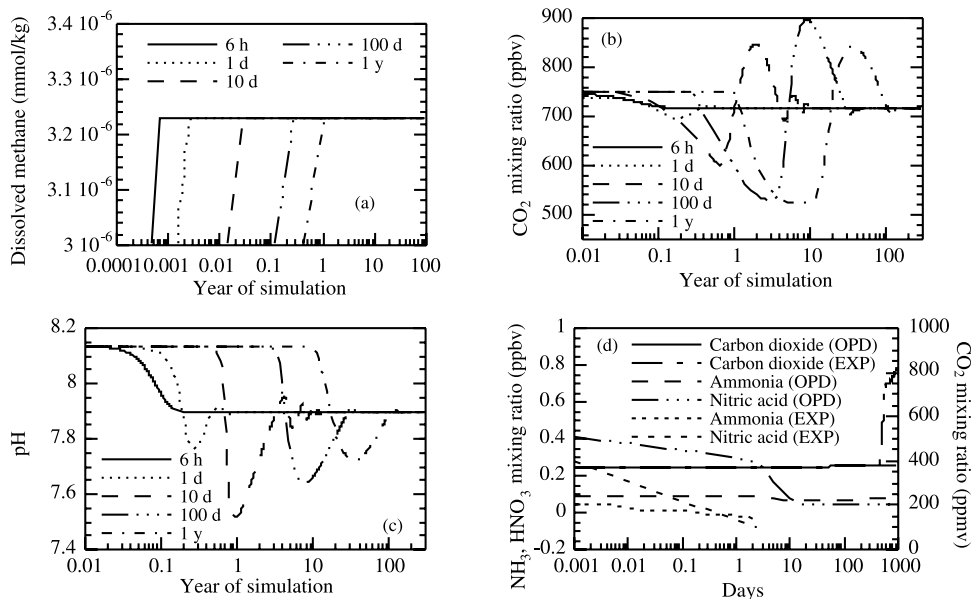 Dissolved methane (mmol/kg)
3.4 10-6
3.3 10-6
3.2 10-6
3.1 10-6
3 10-6
6 h
1 d
10 d
100 d
1 y
(a)
0.0001 0.001 0.01 0.1 1 10 100
Year of simulation
CO2 mixing ratio (ppbv)
900
800
700
600
500
(b)
6 h
1 d
10 d
100 d
1 y
0.01 0.1 1 10 100
Year of simulation
pH
8.2
8
7.8
7.6
7.4
6 h
1 d
10 d
100 d
1 y
(c)
0.01 0.1 1 10 100
Year of simulation
NH3, HNO3 mixing ratio (ppbv)
1
0.8
0.6
0.4
0.2
0
-0.2
(d)
Carbon dioxide (OPD)
Carbon dioxide (EXP)
Ammonia (OPD)
Nitric acid (OPD)
Ammonia (EXP)
Nitric acid (EXP)
1000
800
600
400
200
0
CO2 mixing ratio (ppmv)
0.001 0.01 0.1 1 10 100 1000
Days